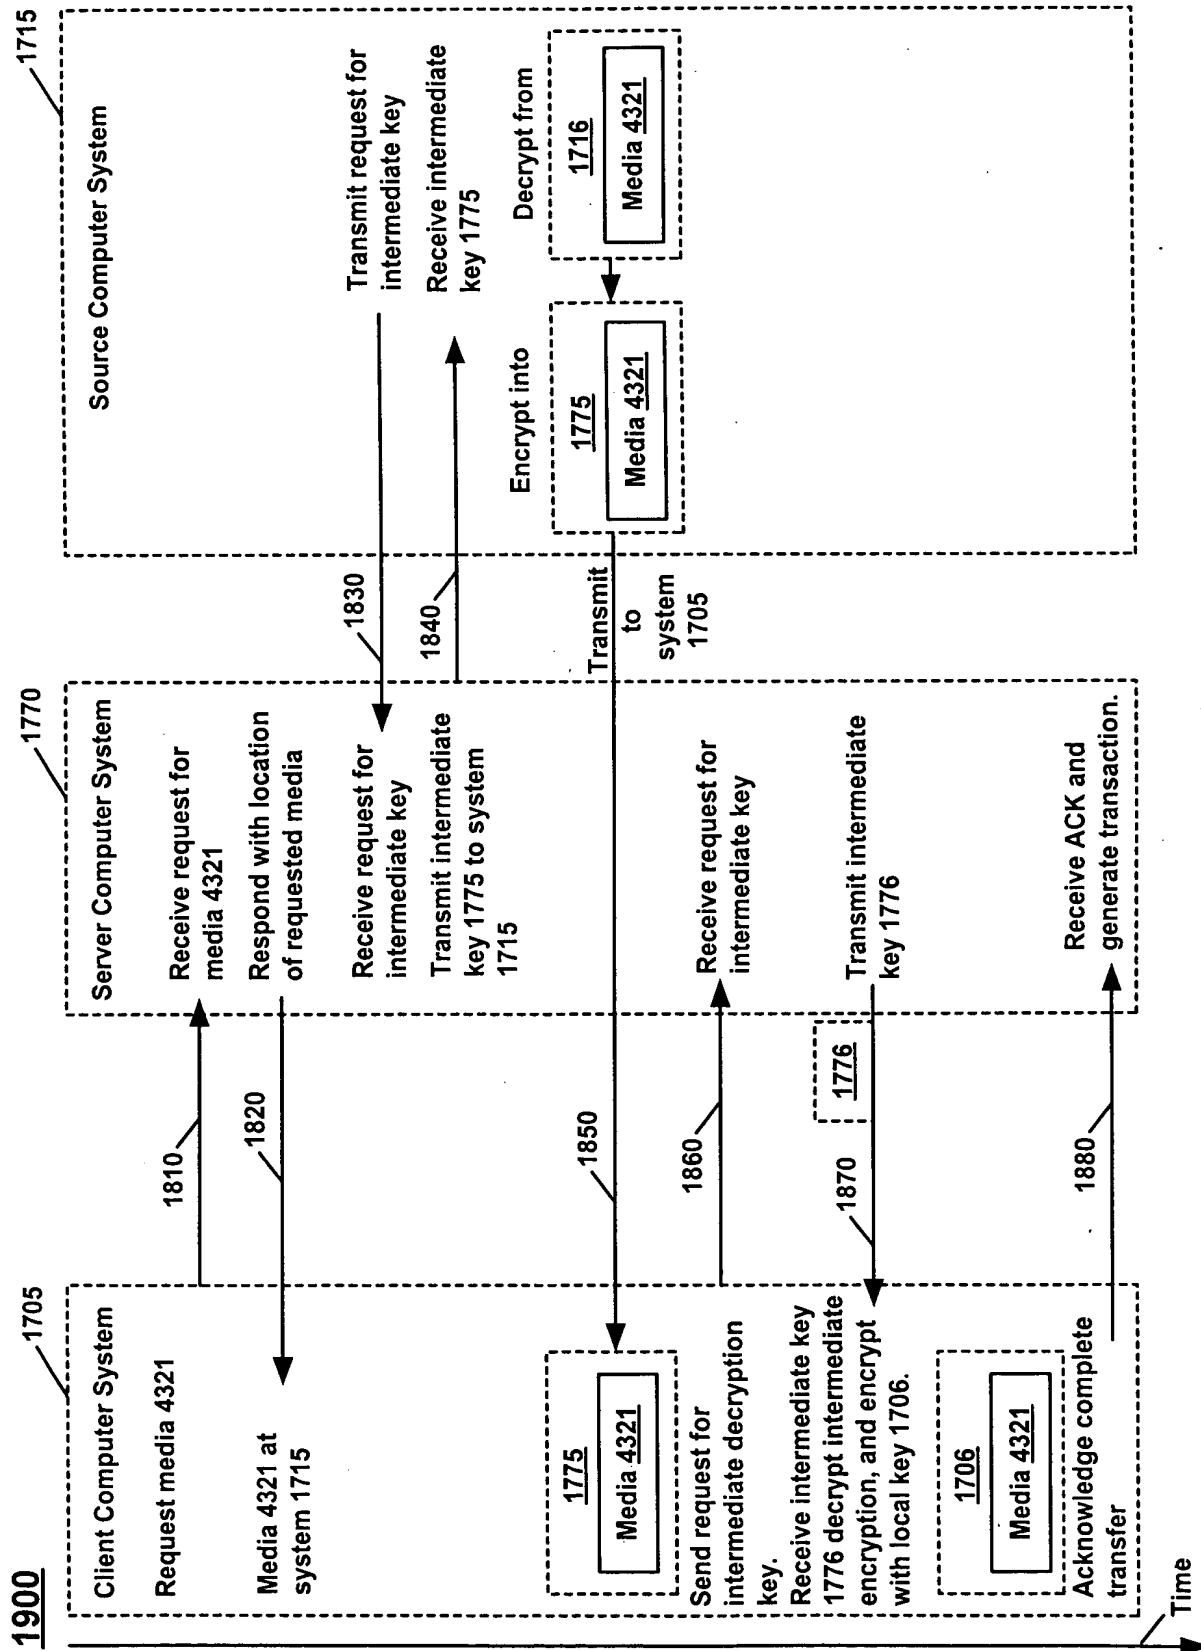 1900
1705
Client Computer System
Request media 4321
Media 4321 at
system 1715
1775
Media 4321
Send request for
intermediate decryption
key.
Receive intermediate key
1776 decrypt intermediate
encryption, and encrypt
with local key 1706.
1706
Media 4321
Acknowledge complete
transfer
Time
1810
1820
1850
1860
1870
1776
1880
1770
Server Computer System
Receive request for
media 4321
Respond with location
of requested media
Receive request for
intermediate key
Transmit intermediate
key 1775 to system
1715
Receive request for
intermediate key
Transmit intermediate
key 1776
Receive ACK and
generate transaction.
1830
1840
Transmit
to
system
1705
1715
Source Computer System
Transmit request for
intermediate key
Receive intermediate
key 1775
Encrypt into
1775
Media 4321
Decrypt from
1716
Media 4321